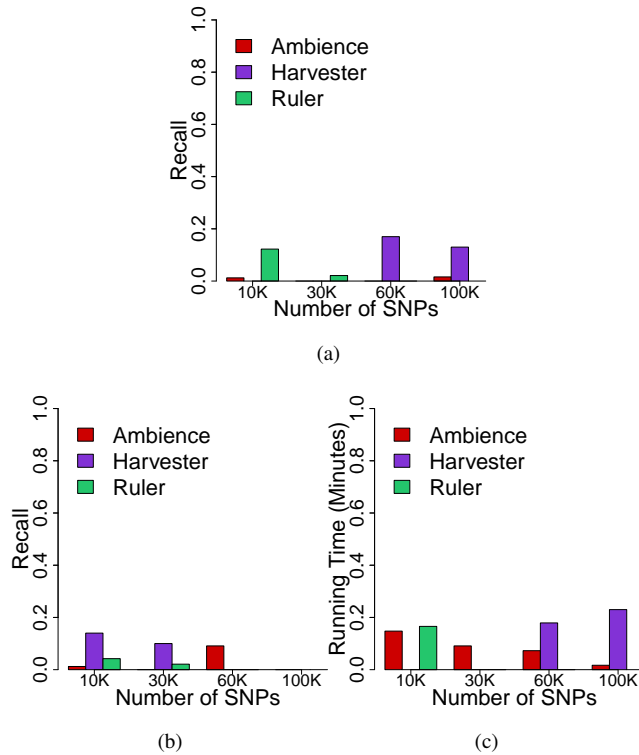 Recall
0.0 0.2 0.4 0.6 0.8 1.0
Ambience
Harvester
Ruler
10K 30K 60K 100K
Number of SNPs
(a)
Recall
0.0 0.2 0.4 0.6 0.8 1.0
Ambience
Harvester
Ruler
10K 30K 60K 100K
Number of SNPs
(b)
Running Time (Minutes)
0.0 0.2 0.4 0.6 0.8 1.0
Ambience
Harvester
Ruler
10K 30K 60K 100K
Number of SNPs
(c)